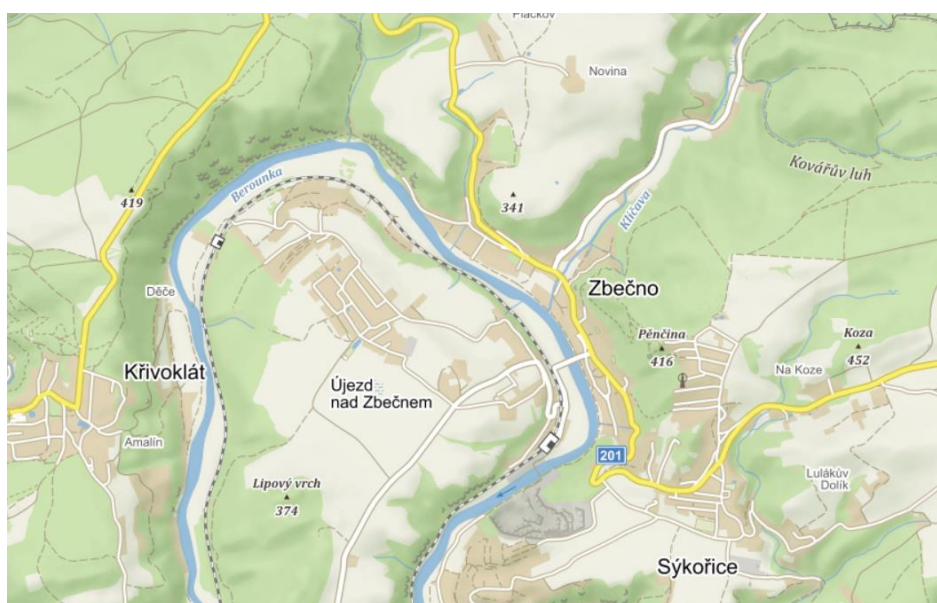 Plačkov
Novina
Kovářův luh
Berounka
419
341
Klíčava
Děče
Zbečno
Pěnčina
416
Koza
452
Křivoklát
Na Koze
Újezd
nad Zbečnem
Amalín
201
Lulákův
Dolík
Lipový vrch
374
Sýkořice